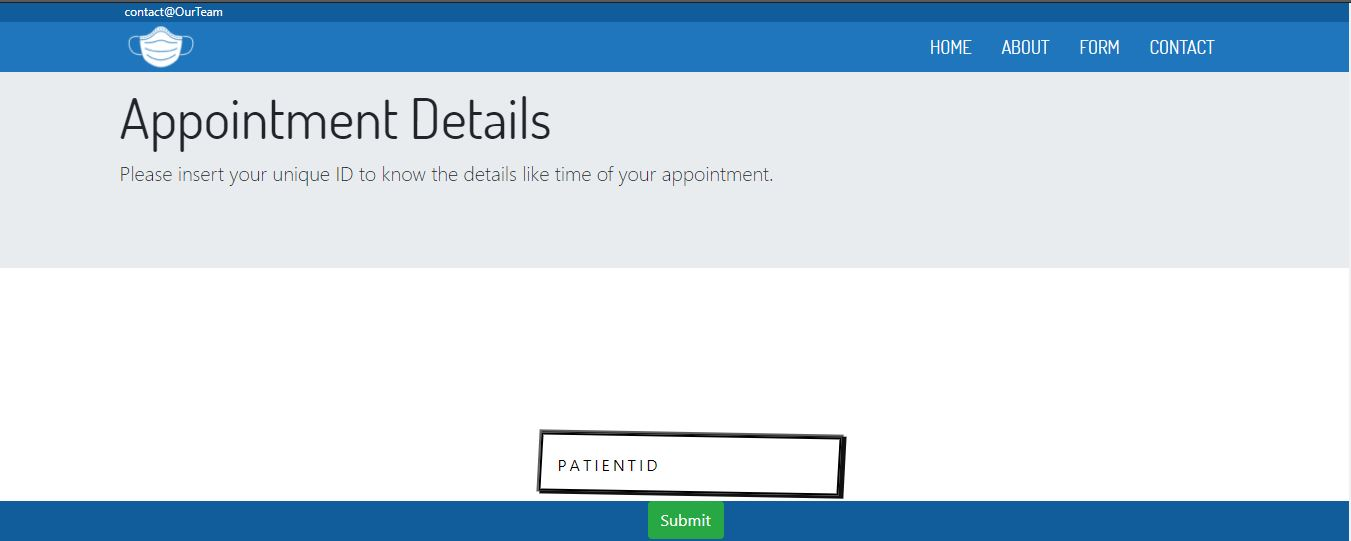 contact@OurTeam
HOME ABOUT FORM CONTACT
Appointment Details
Please insert your unique ID to know the details like time of your appointment.
PATIENTID
Submit